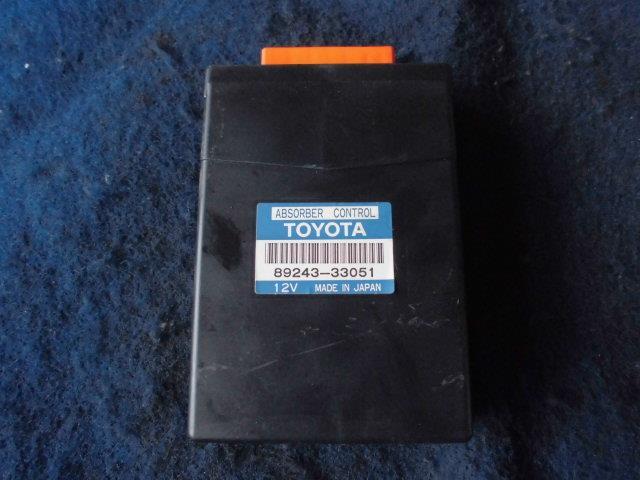 ABSORBER CONTROL
TOYOTA
89243-33051
12V MADE IN JAPAN